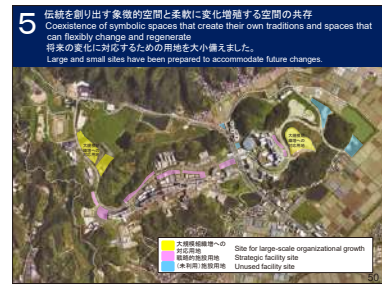 5
伝統を創り出す象徴的空間と柔軟に変化増殖する空間の共存
Coexistence of symbolic spaces that create their own traditions and spaces that
can flexibly change and regenerate
将来の変化に対応するための用地を大小備えました。
Large and small sites have been prepared to accommodate future changes.
大規模組織増への
対応用地
Site for large-scale organizational growth
戦略的施設用地
Strategic facility site
(未利用)施設用地
Unused facility site
50